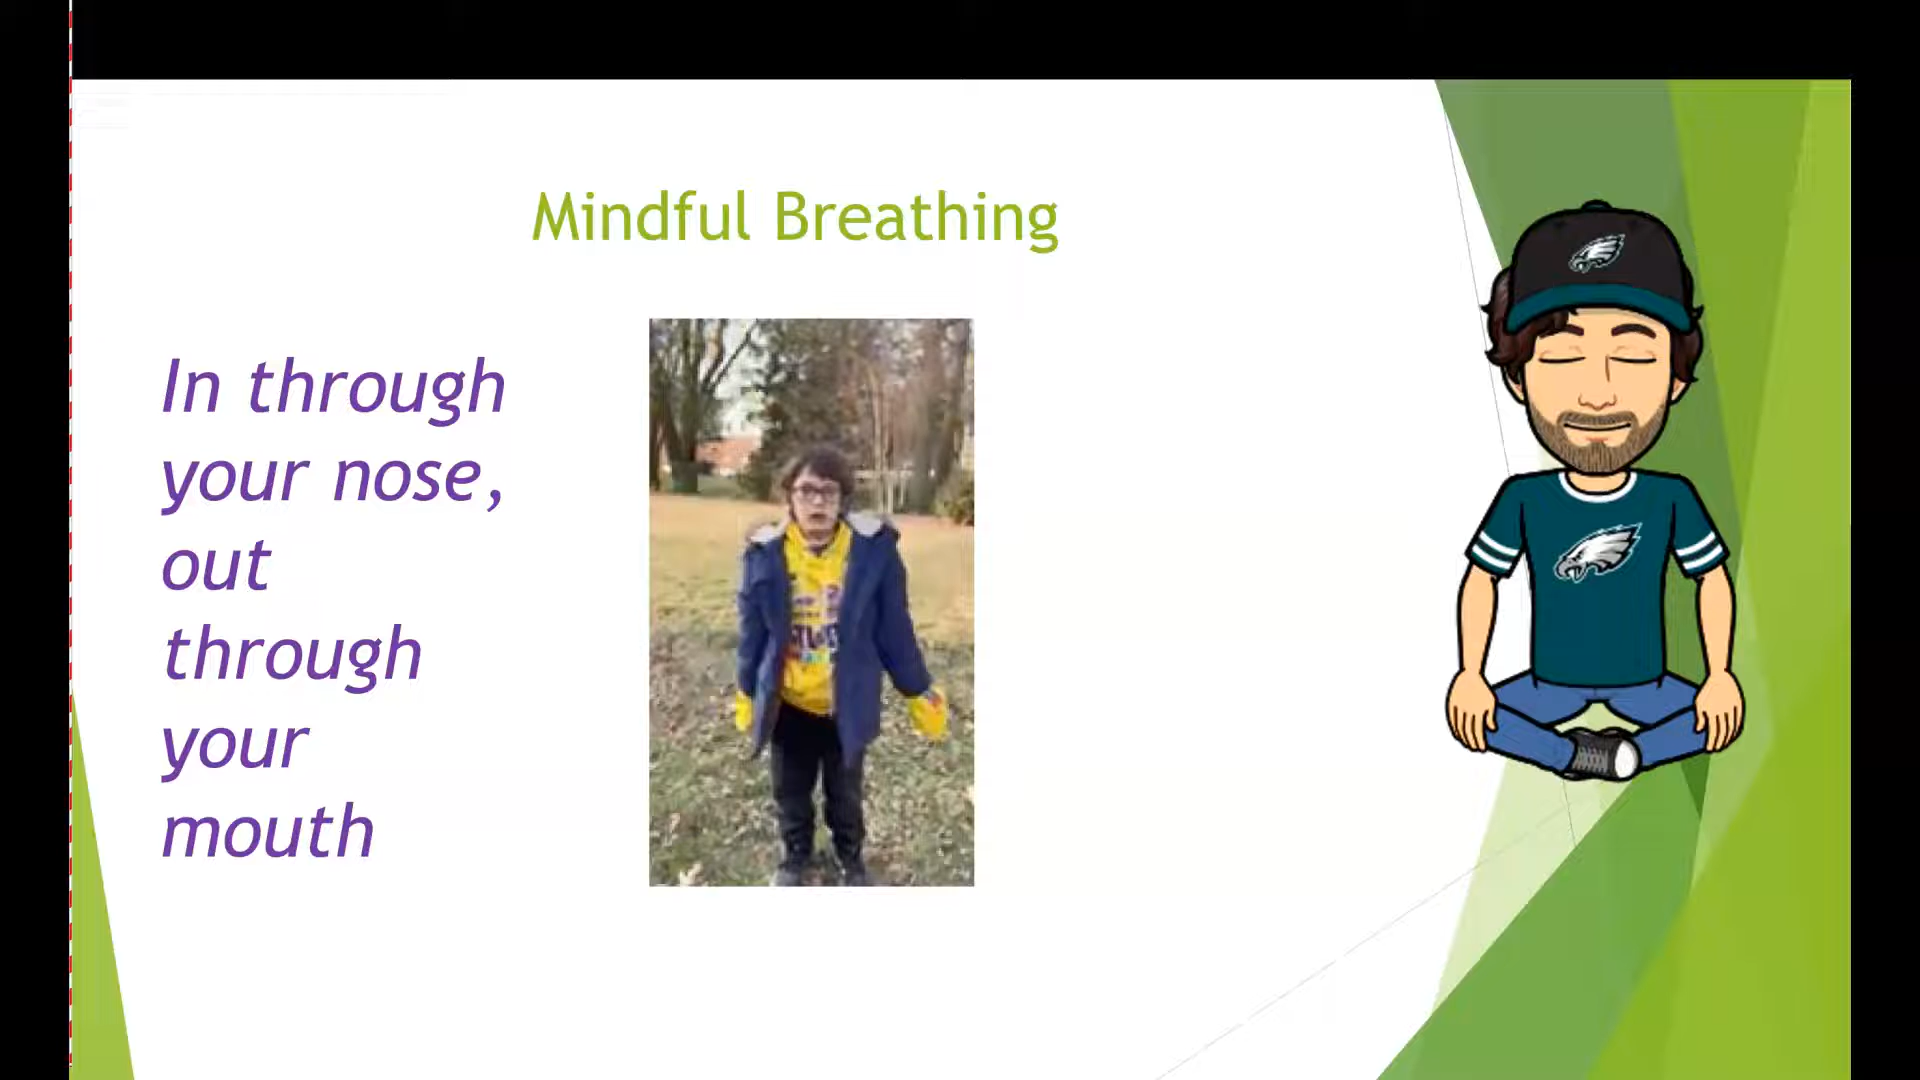 Mindful Breathing
In through
your nose,
out
through
your
mouth